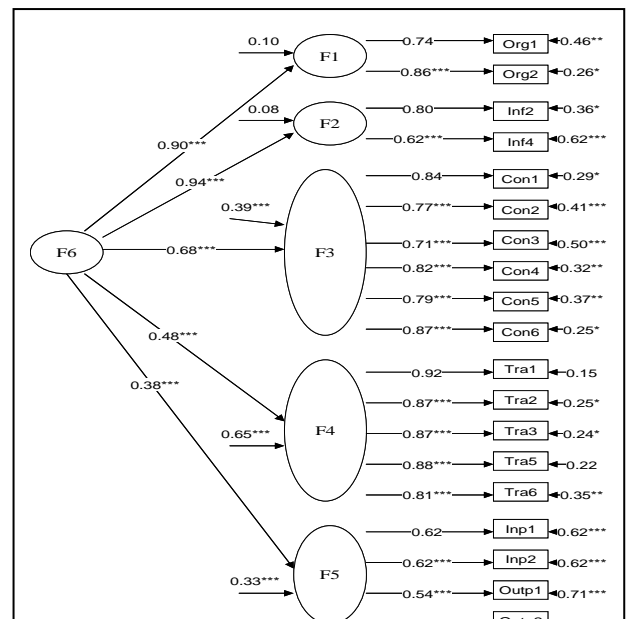 0.10
F1
0.74
Org1
0.46**
0.86***
Org2
0.26*
0.08
F2
0.80
Inf2
0.36*
0.62***
Inf4
0.62***
0.90***
0.94***
0.39***
F3
0.84
Con1
0.29*
0.77***
Con2
0.41***
0.71***
Con3
0.50***
0.82***
Con4
0.32**
0.79***
Con5
0.37**
0.87***
Con6
0.25*
F6
0.68***
0.48***
0.38***
0.65***
F4
0.92
Tra1
0.15
0.87***
Tra2
0.25*
0.87***
Tra3
0.24*
0.88***
Tra5
0.22
0.81***
Tra6
0.35**
0.33***
F5
0.62
Inp1
0.62***
0.62***
Inp2
0.62***
0.54***
Outp1
0.71***